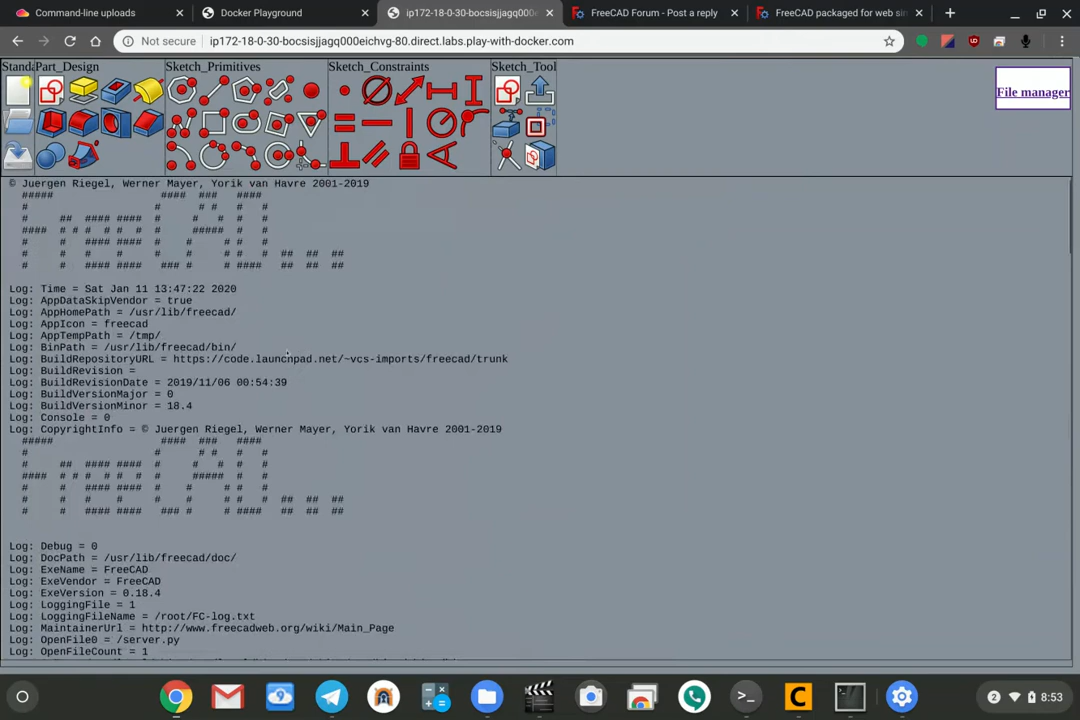 Command-line uploads
Docker Playground
ip172-18-0-30-bocsisjjagq000e
FreeCAD Forum - Post a reply
FreeCAD packaged for web sin
Not secure
ip172-18-0-30-bocsisjjagq000eichvg-80.direct.labs.play-with-docker.com
Standa
Part_Design
Sketch_Primitives
Sketch_Constraints
Sketch_Tool
File manager
© Juergen Riegel, Werner Mayer, Yorik van Havre 2001-2019
Log: Time = Sat Jan 11 13:47:22 2020
Log: AppDataSkipVendor = true
Log: AppHomePath = /usr/lib/freecad/
Log: AppIcon = freecad
Log: AppTempPath = /tmp/
Log: BinPath = /usr/lib/freecad/bin/
Log: BuildRepositoryURL = https://code.launchpad.net/~vcs-imports/freecad/trunk
Log: BuildRevision =
Log: BuildRevisionDate = 2019/11/06 00:54:39
Log: BuildVersionMajor = 0
Log: BuildVersionMinor = 18.4
Log: Console = 0
Log: CopyrightInfo = © Juergen Riegel, Werner Mayer, Yorik van Havre 2001-2019
Log: Debug = 0
Log: DocPath = /usr/lib/freecad/doc/
Log: ExeName = FreeCAD
Log: ExeVendor = FreeCAD
Log: ExeVersion = 0.18.4
Log: LoggingFile = 1
Log: LoggingFileName = /root/FC-log.txt
Log: MaintainerUrl = http://www.freecadweb.org/wiki/Main_Page
Log: OpenFile0 = /server.py
Log: OpenFileCount = 1
2
8:53